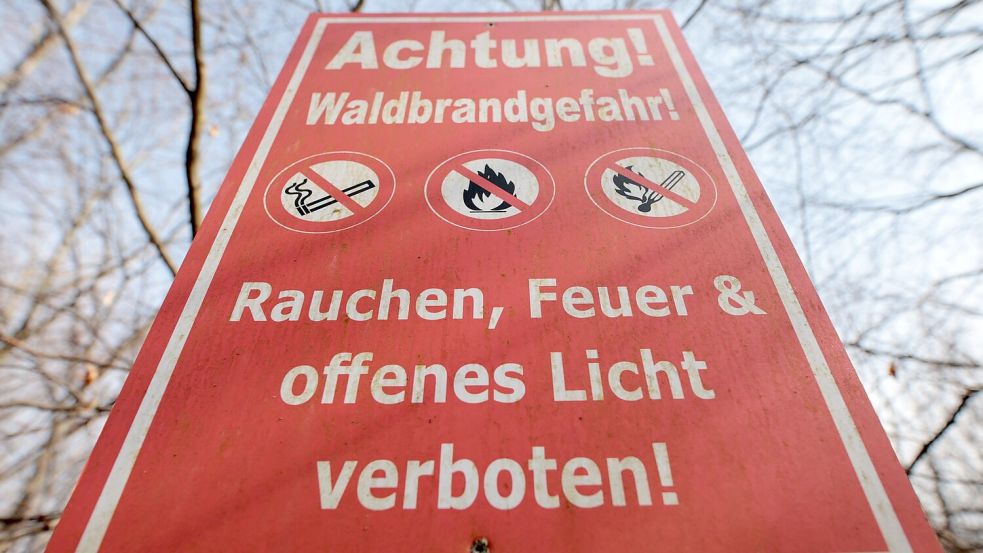 Achtung!
Waldbrandgefahr!
Rauchen, Feuer &
offenes Licht
verboten!